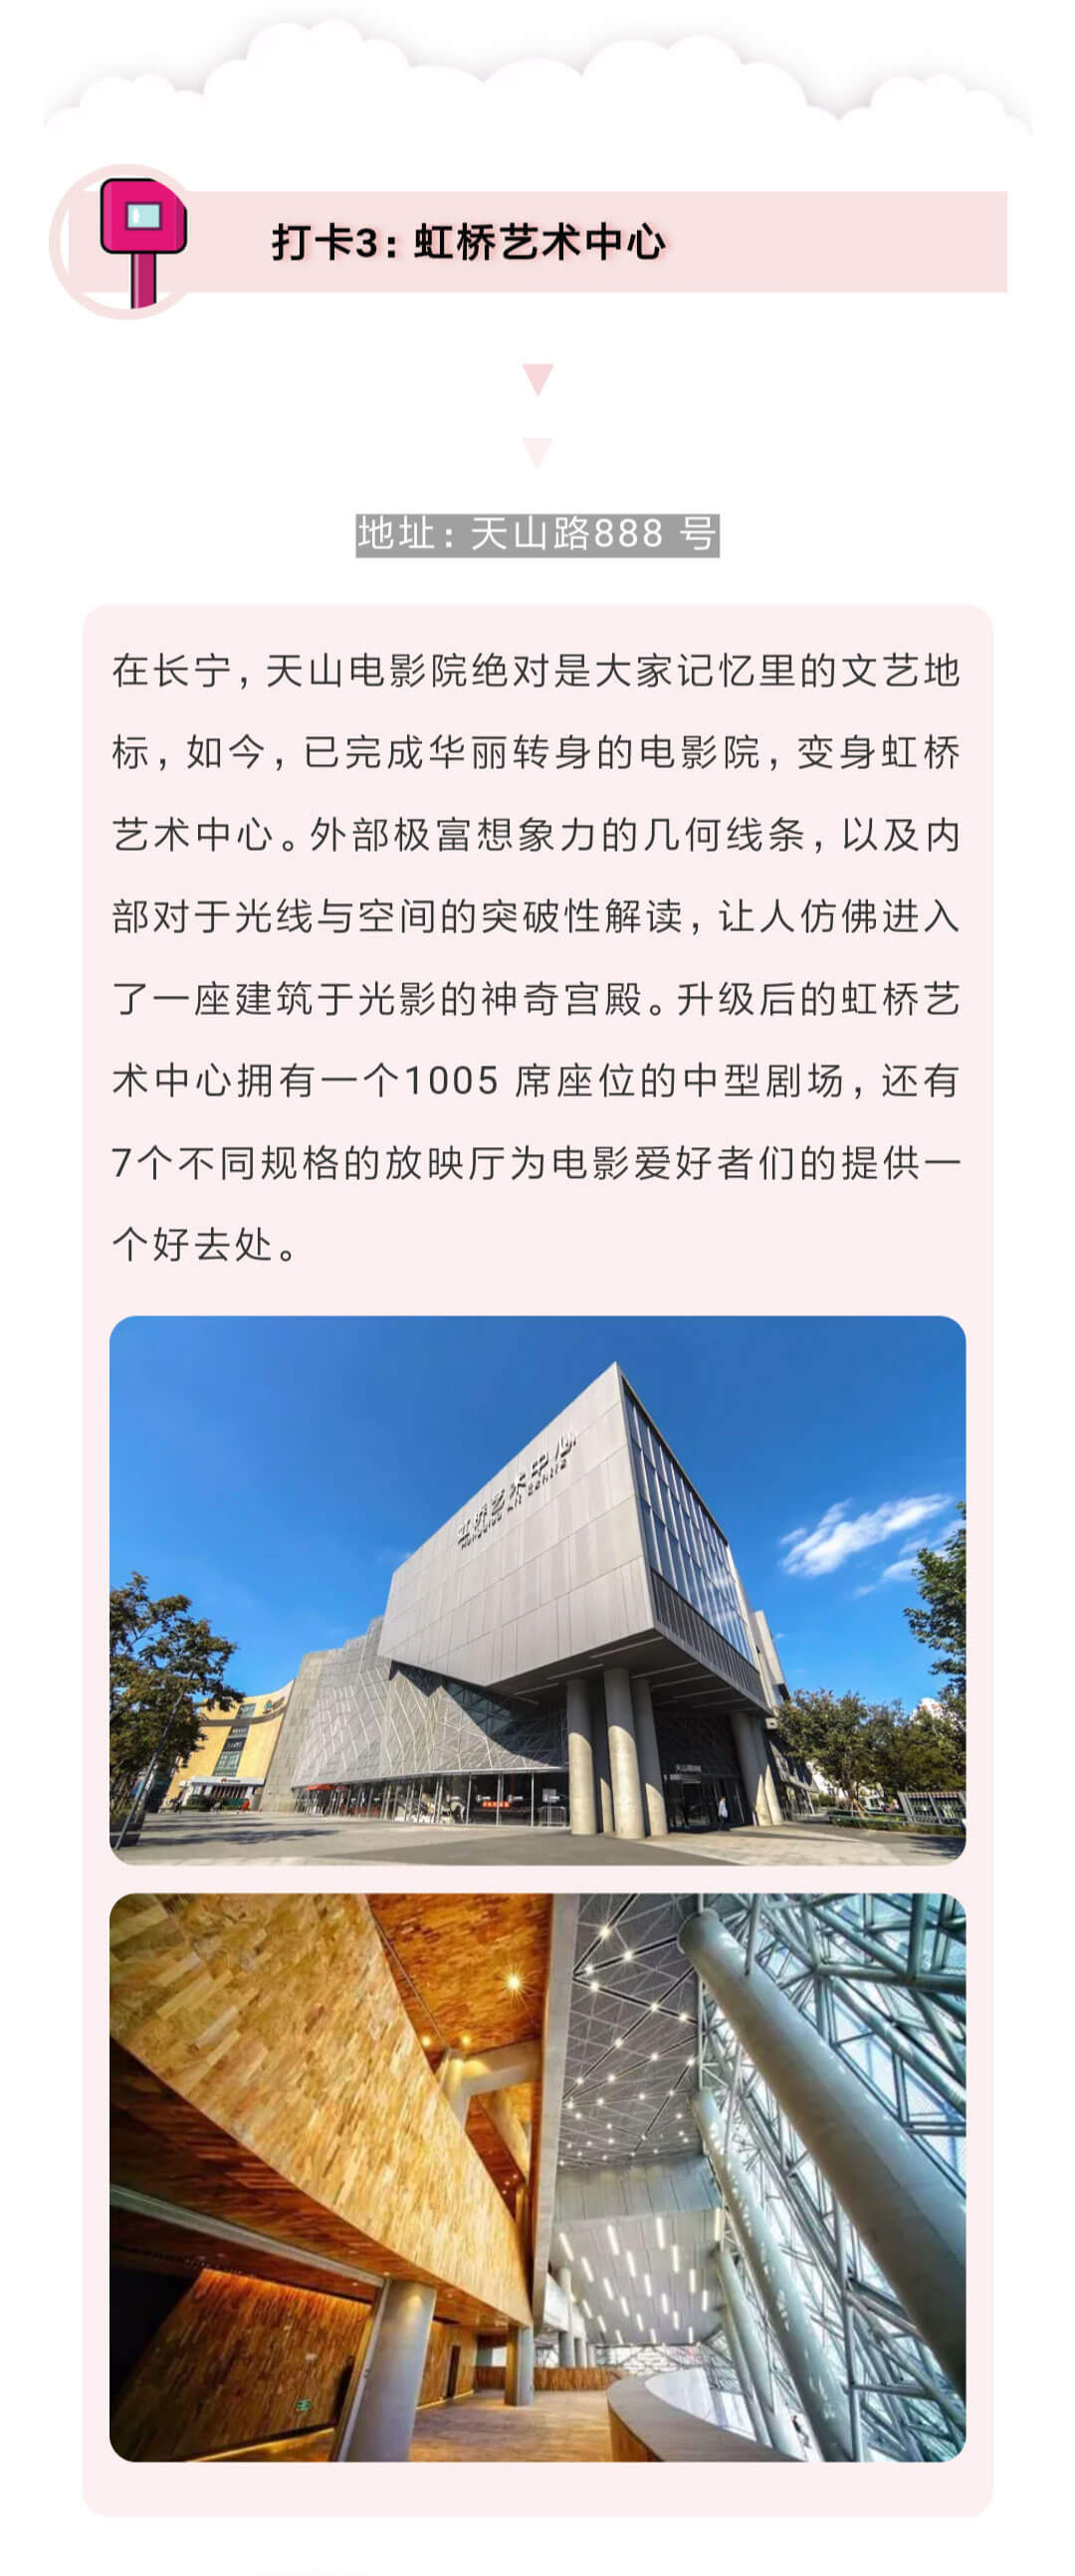 打卡3：虹桥艺术中心
地址：天山路888 号
在长宁，天山电影院绝对是大家记忆里的文艺地
标，如今，已完成华丽转身的电影院，变身虹桥
艺术中心。外部极富想象力的几何线条，以及内
部对于光线与空间的突破性解读，让人仿佛进入
了一座建筑于光影的神奇宫殿。升级后的虹桥艺
术中心拥有一个1005 席座位的中型剧场，还有
7个不同规格的放映厅为电影爱好者们的提供一
个好去处。
虹桥艺术中心
Hongqiao Art Centre